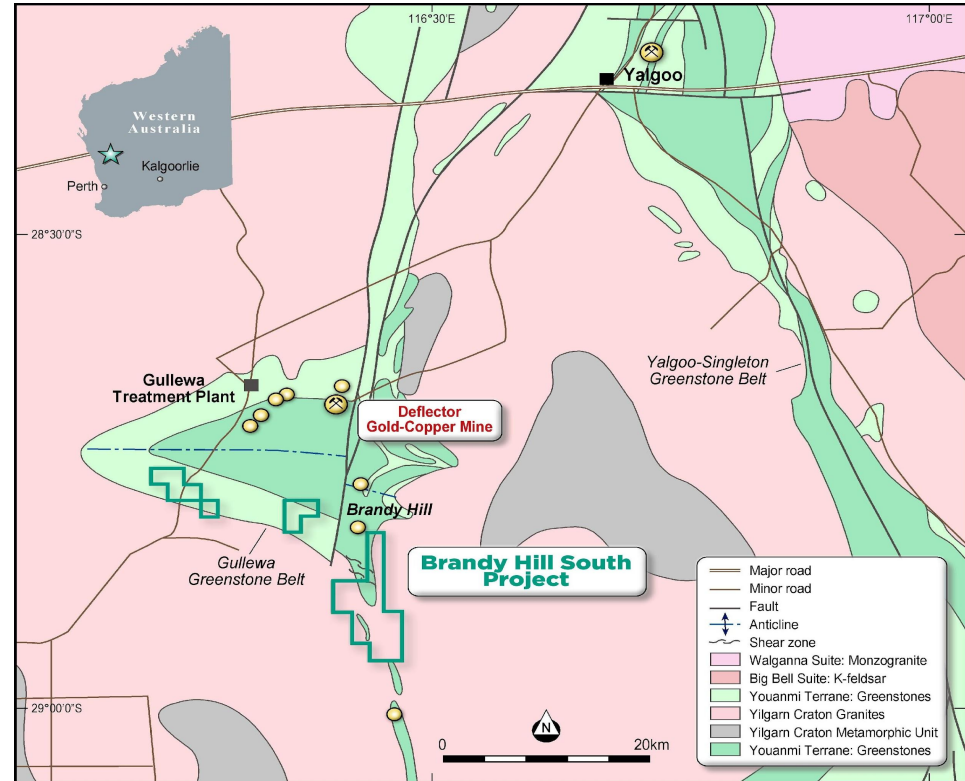 116°30'E
117°00'E
Yalgoo
Western
Australia
Kalgoorlie
Perth
28°30'0"S
Yalgoo-Singleton
Greenstone Belt
Gullewa
Treatment Plant
Deflector
Gold-Copper Mine
Brandy Hill
Gullewa
Greenstone Belt
Brandy Hill South
Project
29°00'0"S
N
0
20km
Major road
Minor road
Fault
Anticline
Shear zone
Walganna Suite: Monzogranite
Big Bell Suite: K-feldsar
Youanmi Terrane: Greenstones
Yilgarn Craton Granites
Yilgarn Craton Metamorphic Unit
Youanmi Terrane: Greenstones